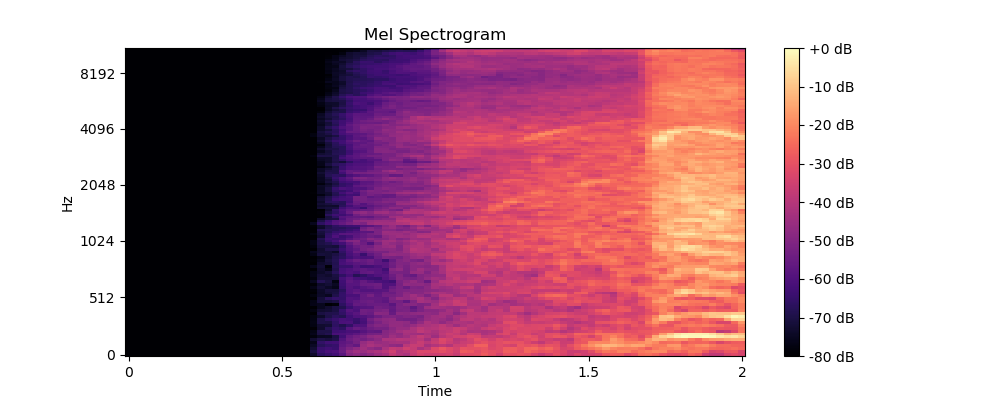 Mel Spectrogram
+0 dB
8192
-10 dB
4096
-20 dB
-30 dB
2048
Hz
-40 dB
1024
-50 dB
-60 dB
512
-70 dB
0
-80 dB
0
0.5
1
1.5
2
Time